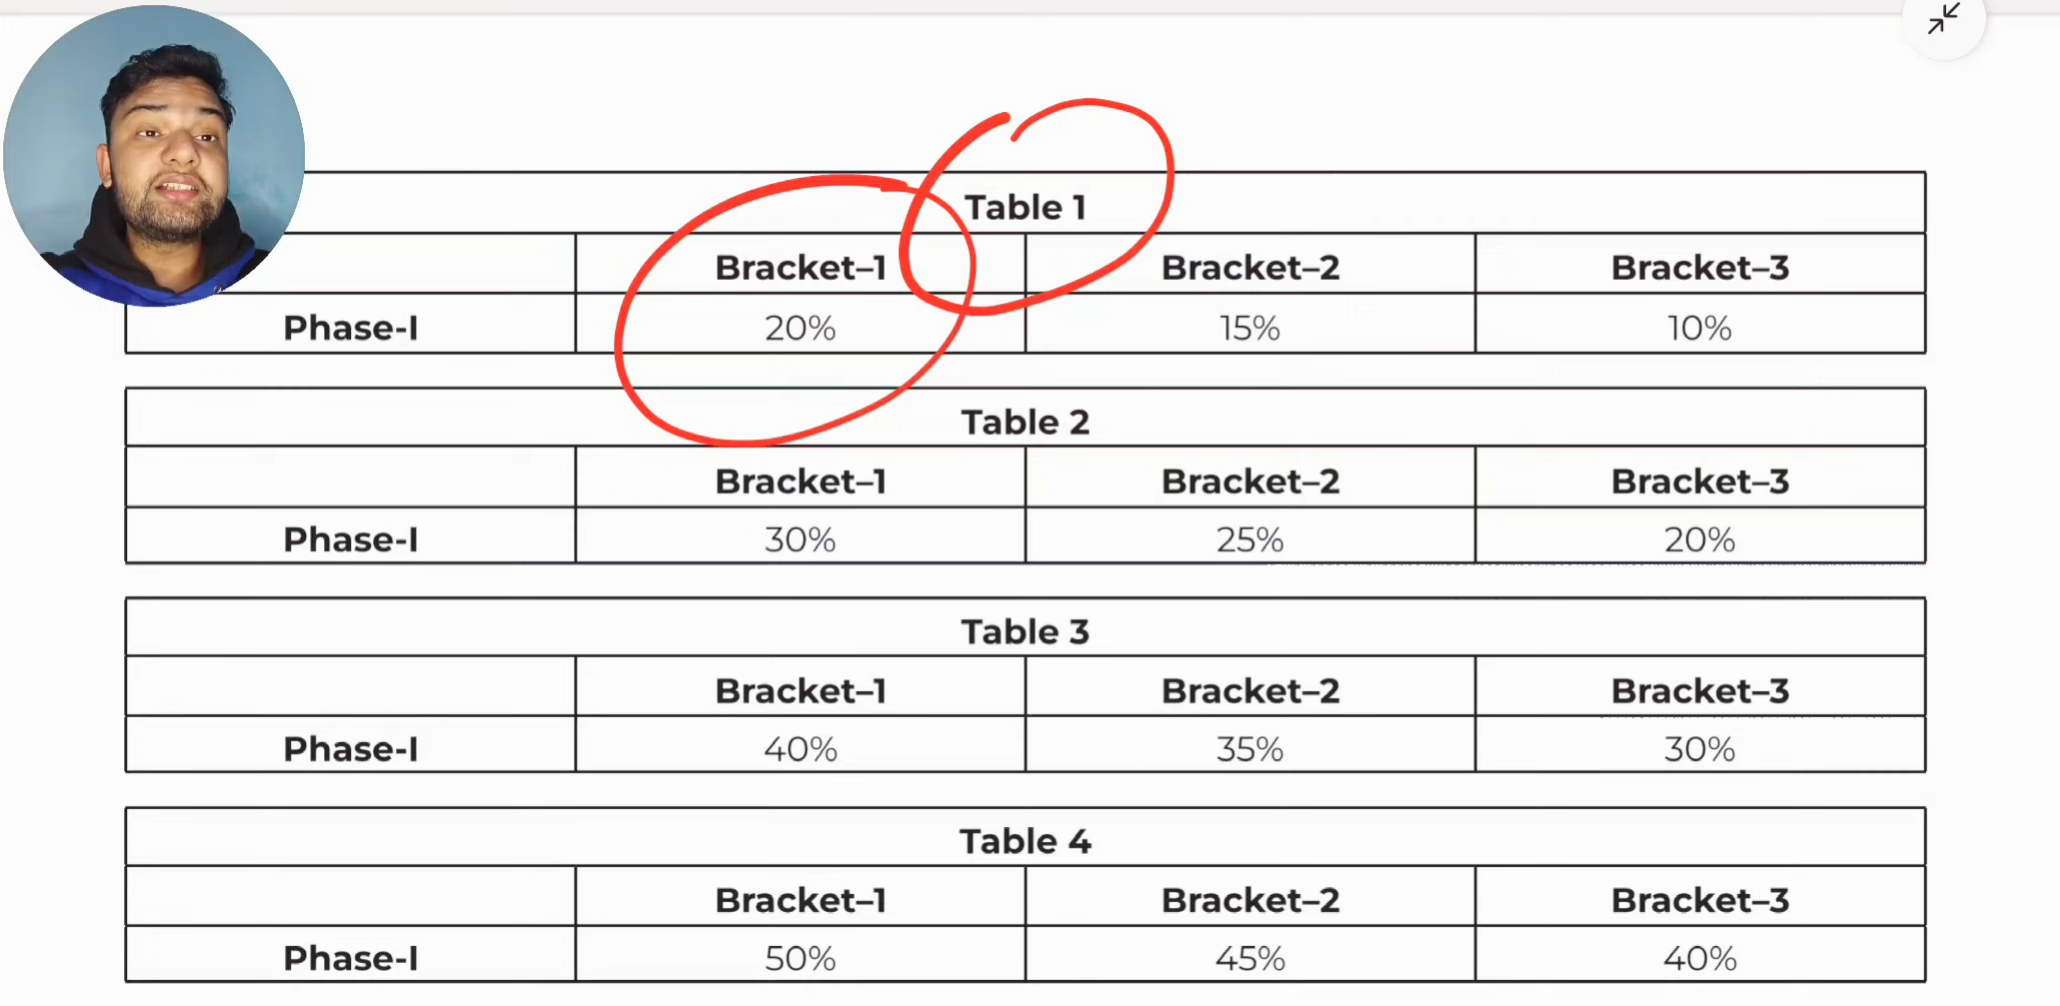 Table 1
Bracket–1 Bracket–2 Bracket–3
Phase-I 20% 15% 10%
Table 2
Bracket–1 Bracket–2 Bracket–3
Phase-I 30% 25% 20%
Table 3
Bracket–1 Bracket–2 Bracket–3
Phase-I 40% 35% 30%
Table 4
Bracket–1 Bracket–2 Bracket–3
Phase-I 50% 45% 40%